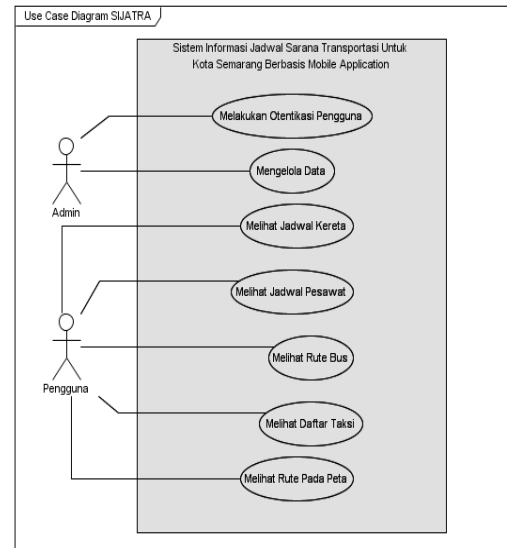 Use Case Diagram SIJATRA
Sistem Informasi Jadwal Sarana Transportasi Untuk
Kota Semarang Berbasis Mobile Application
Melakukan Otentikasi Pengguna
Mengelola Data
Admin
Melihat Jadwal Kereta
Melihat Jadwal Pesawat
Melihat Rute Bus
Pengguna
Melihat Daftar Taksi
Melihat Rute Pada Peta